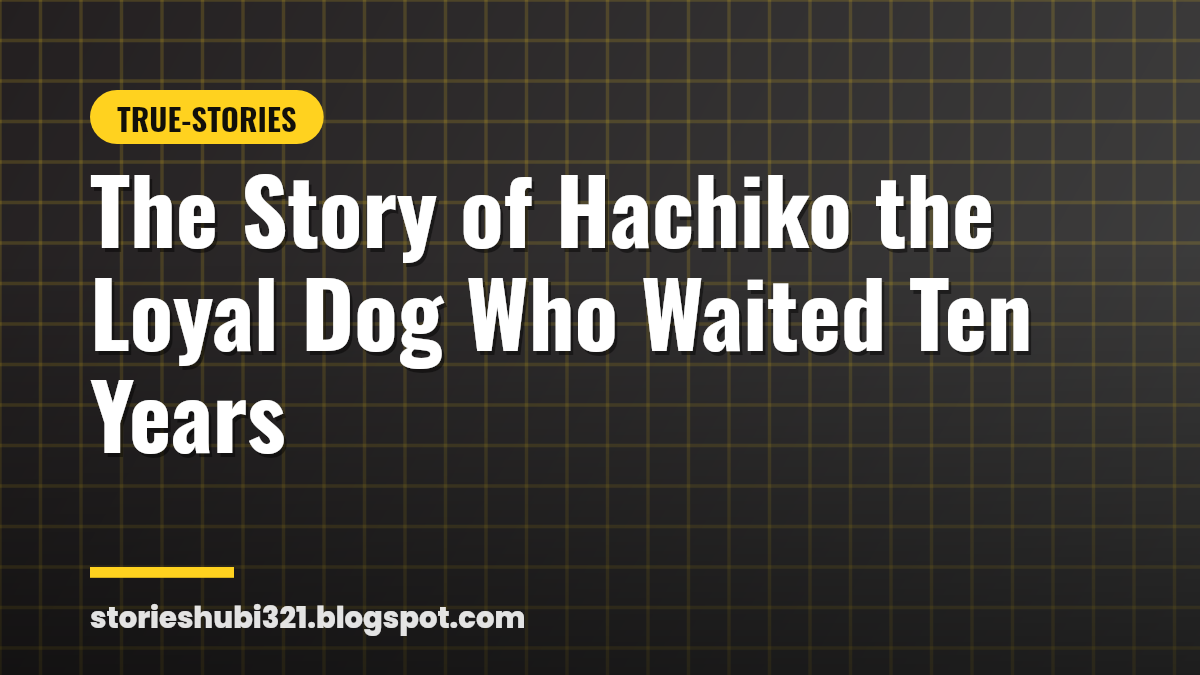 TRUE-STORIES
The Story of Hachiko the
Loyal Dog Who Waited Ten
Years
storieshubi321.blogspot.com